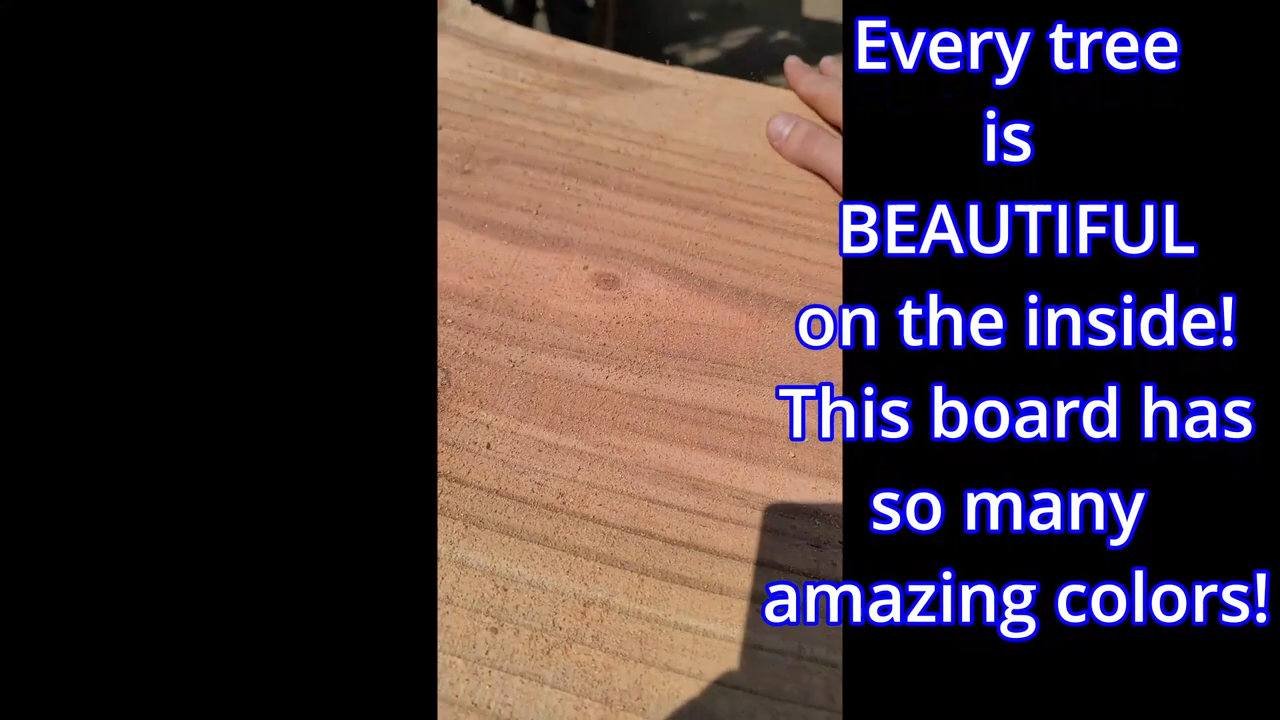 Every tree
is
BEAUTIFUL
on the inside!
This board has
so many
amazing colors!